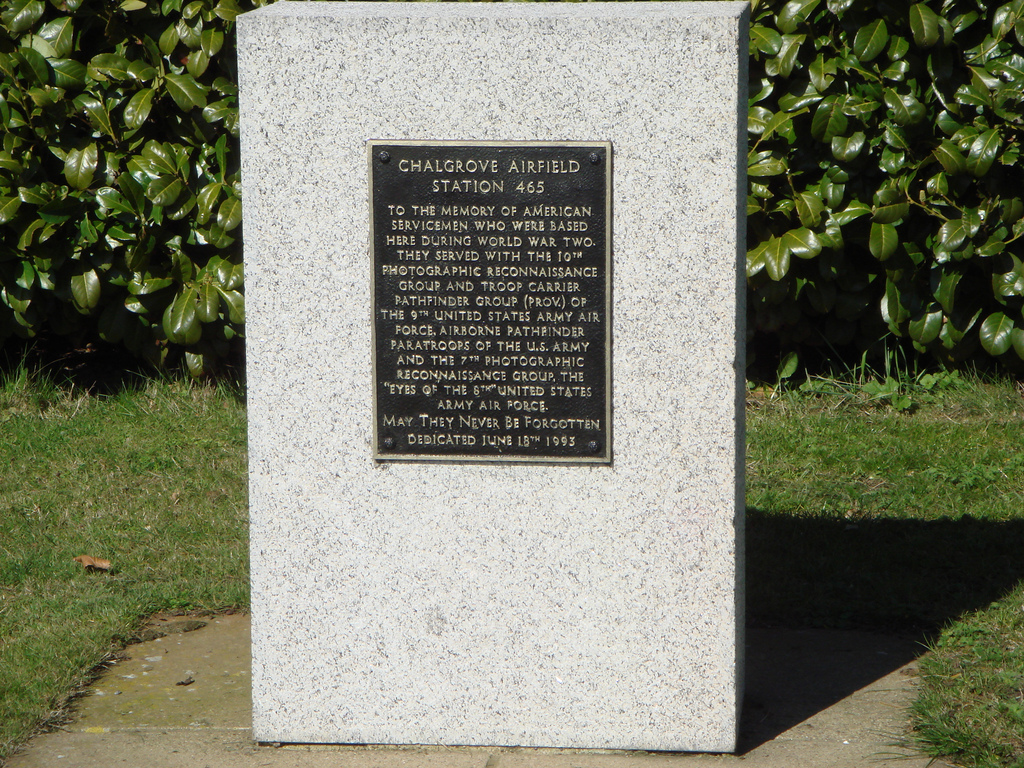 CHALGROVE AIRFIELD
STATION 465
TO THE MEMORY OF AMERICAN
SERVICEMEN WHO WERE BASED
HERE DURING WORLD WAR TWO.
THEY SERVED WITH THE 10TH
PHOTOGRAPHIC RECONNAISSANCE
GROUP AND TROOP CARRIER
PATHFINDER GROUP (PROV.) OF
THE 9TH UNITED STATES ARMY AIR
FORCE, AIRBORNE PATHFINDER
PARATROOPS OF THE U.S. ARMY
AND THE 7TH PHOTOGRAPHIC
RECONNAISSANCE GROUP, THE
"EYES OF THE 8TH" UNITED STATES
ARMY AIR FORCE.
MAY THEY NEVER BE FORGOTTEN
DEDICATED JUNE 18TH 1993